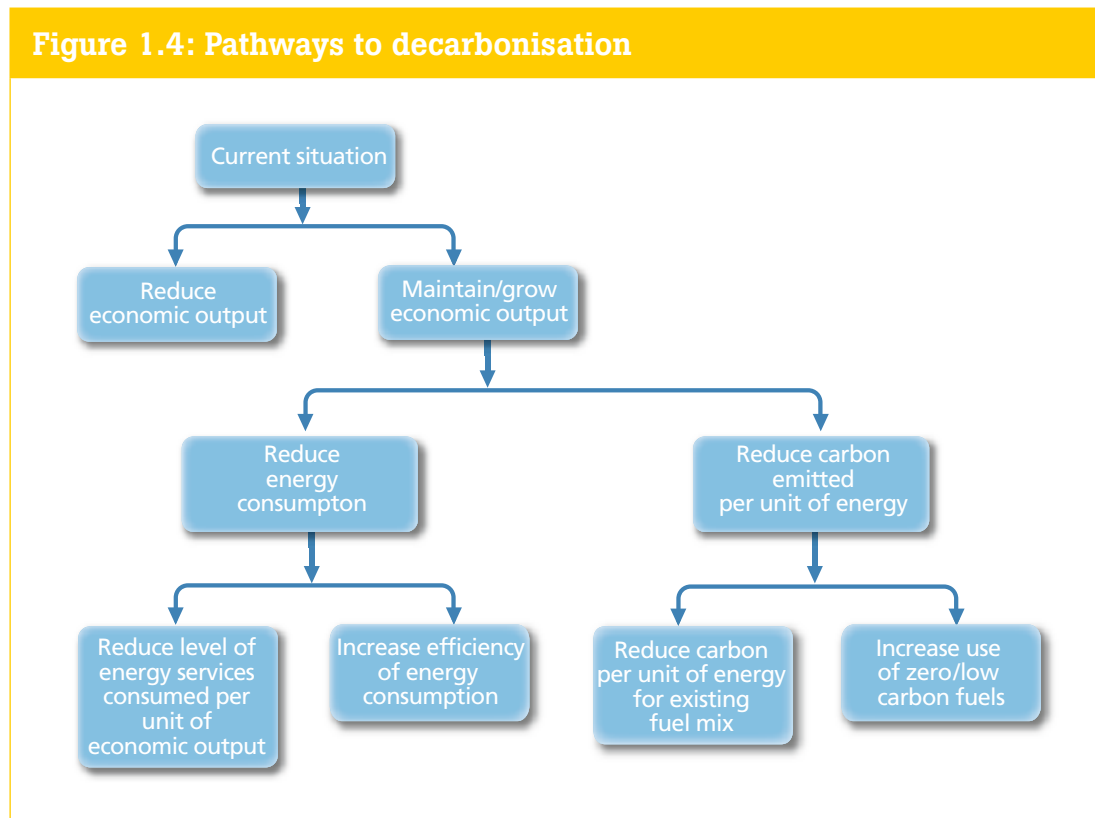 Figure 1.4: Pathways to decarbonisation
Current situation
Reduce
economic output
Maintain/grow
economic output
Reduce
energy
consumpton
Reduce carbon
emitted
per unit of energy
Reduce level of
energy services
consumed per
unit of
economic output
Increase efficiency
of energy
consumption
Reduce carbon
per unit of energy
for existing
fuel mix
Increase use
of zero/low
carbon fuels